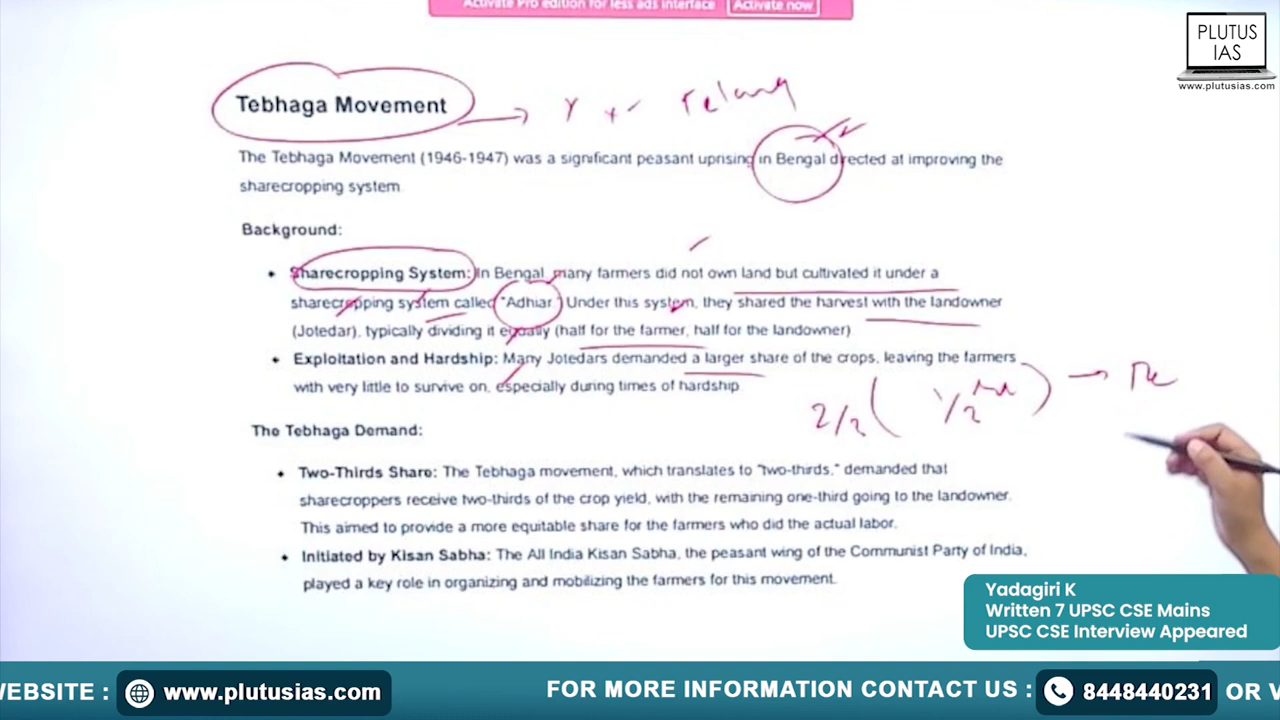 Activate Pro edition for less ads interface Activate now
PLUTUS
IAS
www.plutusias.com
Tebhaga Movement
The Tebhaga Movement (1946-1947) was a significant peasant uprising in Bengal directed at improving the
sharecropping system.
Background:
• Sharecropping System: In Bengal, many farmers did not own land but cultivated it under a
sharecropping system called "Adhiar. Under this system, they shared the harvest with the landowner
(Jotedar), typically dividing it equally (half for the farmer, half for the landowner)
• Exploitation and Hardship: Many Jotedars demanded a larger share of the crops, leaving the farmers
with very little to survive on, especially during times of hardship
The Tebhaga Demand:
• Two-Thirds Share: The Tebhaga movement, which translates to "two-thirds," demanded that
sharecroppers receive two-thirds of the crop yield, with the remaining one-third going to the landowner.
This aimed to provide a more equitable share for the farmers who did the actual labor.
• Initiated by Kisan Sabha: The All India Kisan Sabha, the peasant wing of the Communist Party of India,
played a key role in organizing and mobilizing the farmers for this movement.
Yadagiri K
Written 7 UPSC CSE Mains
UPSC CSE Interview Appeared
WEBSITE : www.plutusias.com FOR MORE INFORMATION CONTACT US : 8448440231 OR V